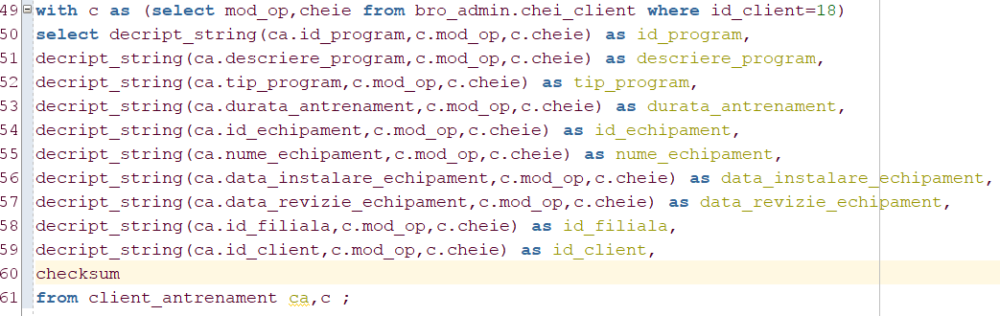 49 with c as (select mod_op,cheie from bro_admin.chei_client where id_client=18)
50 select decript_string(ca.id_program,c.mod_op,c.cheie) as id_program,
51 decript_string(ca.descriere_program,c.mod_op,c.cheie) as descriere_program,
52 decript_string(ca.tip_program,c.mod_op,c.cheie) as tip_program,
53 decript_string(ca.durata_antrenament,c.mod_op,c.cheie) as durata_antrenament,
54 decript_string(ca.id_echipament,c.mod_op,c.cheie) as id_echipament,
55 decript_string(ca.nume_echipament,c.mod_op,c.cheie) as nume_echipament,
56 decript_string(ca.data_instalare_echipament,c.mod_op,c.cheie) as data_instalare_echipament,
57 decript_string(ca.data_revizie_echipament,c.mod_op,c.cheie) as data_revizie_echipament,
58 decript_string(ca.id_filiala,c.mod_op,c.cheie) as id_filiala,
59 decript_string(ca.id_client,c.mod_op,c.cheie) as id_client,
60 checksum
61 from client_antrenament ca,c ;